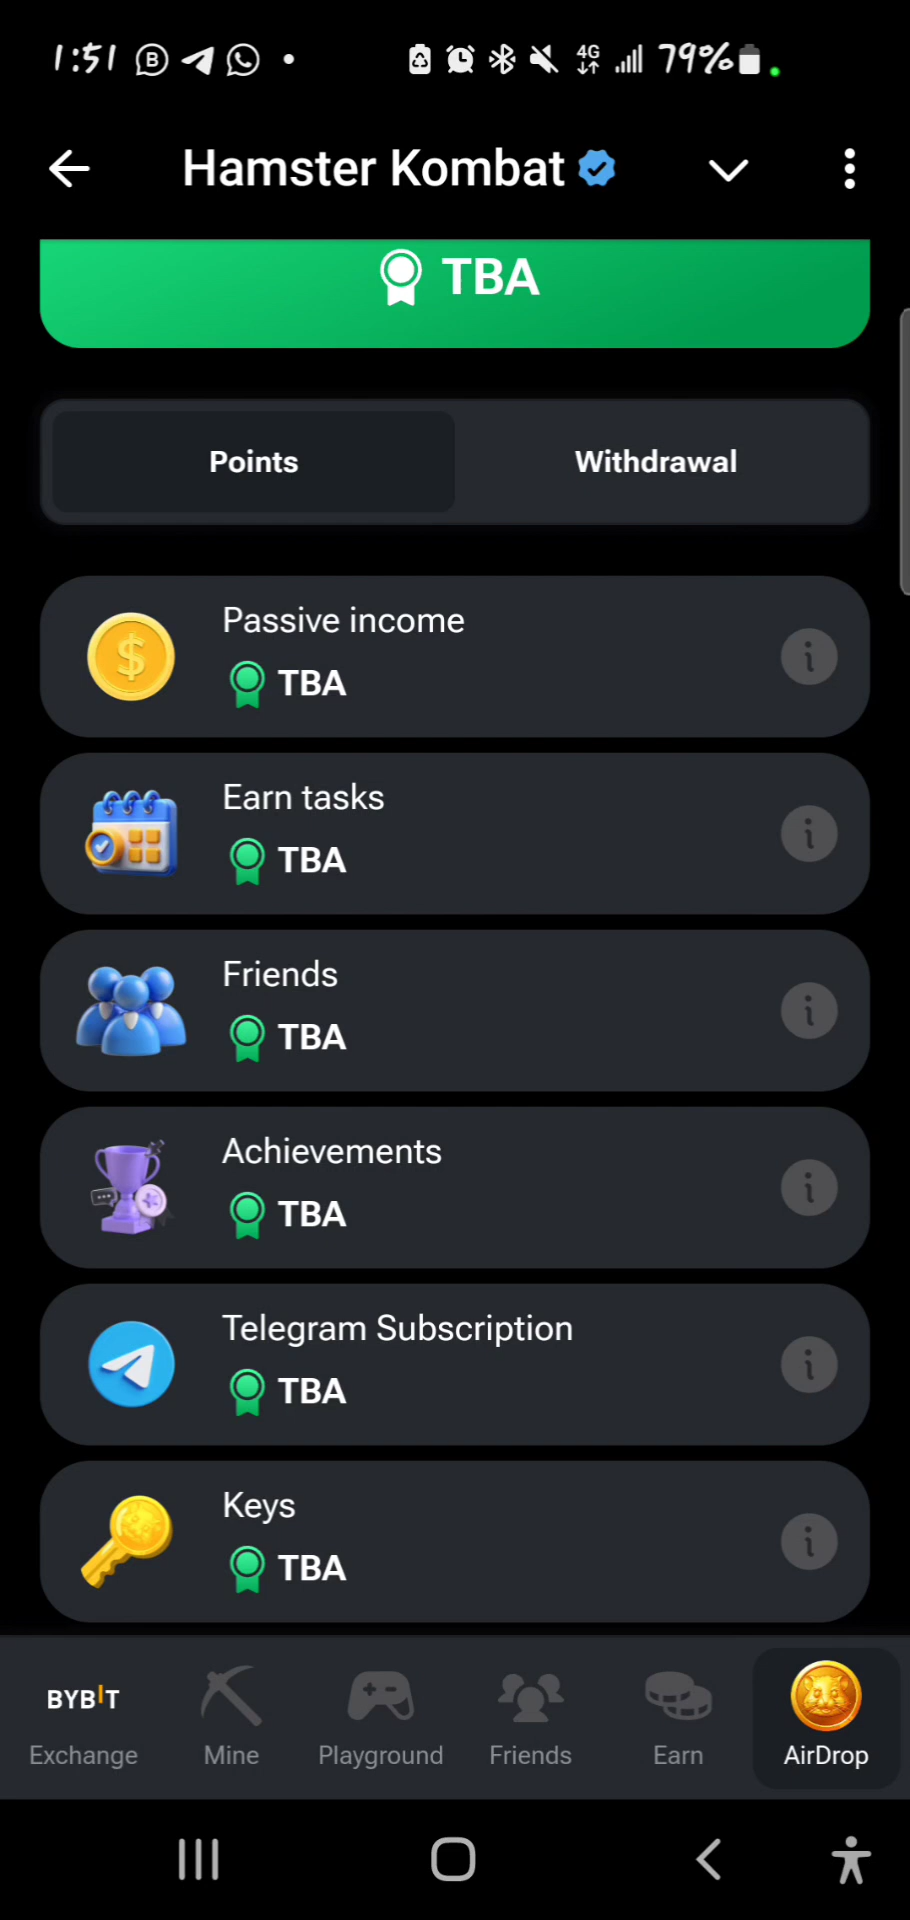 1:51 79%
4G
Hamster Kombat
TBA
Points Withdrawal
Passive income
TBA
Earn tasks
TBA
Friends
TBA
Achievements
TBA
Telegram Subscription
TBA
Keys
TBA
BYBIT
Exchange Mine Playground Friends Earn AirDrop